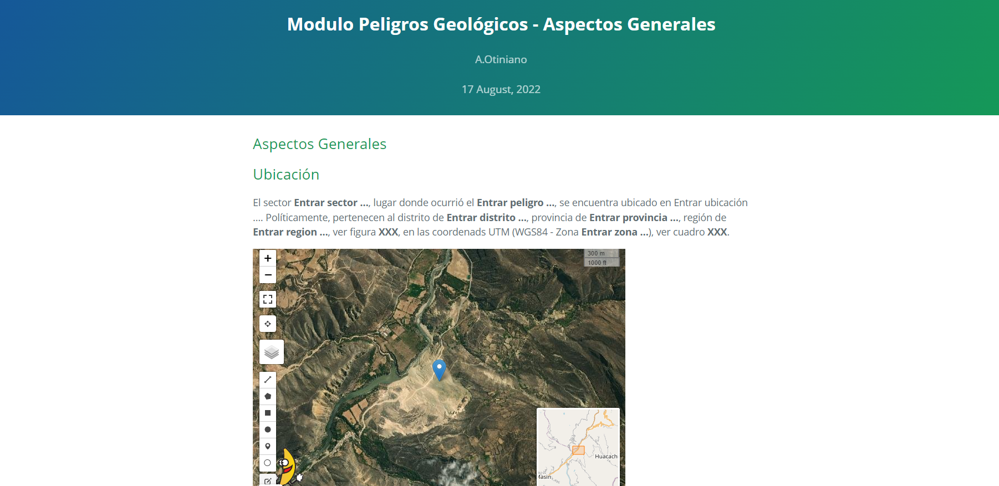 Modulo Peligros Geológicos - Aspectos Generales
A.Otiniano
17 August, 2022
Aspectos Generales
Ubicación
El sector Entrar sector ..., lugar donde ocurrió el Entrar peligro ..., se encuentra ubicado en Entrar ubicación
.... Políticamente, pertenecen al distrito de Entrar distrito ..., provincia de Entrar provincia ..., región de
Entrar region ..., ver figura XXX, en las coordenads UTM (WGS84 - Zona Entrar zona ...), ver cuadro XXX.
+
−
300 m
1000 ft
Huacach
Masin